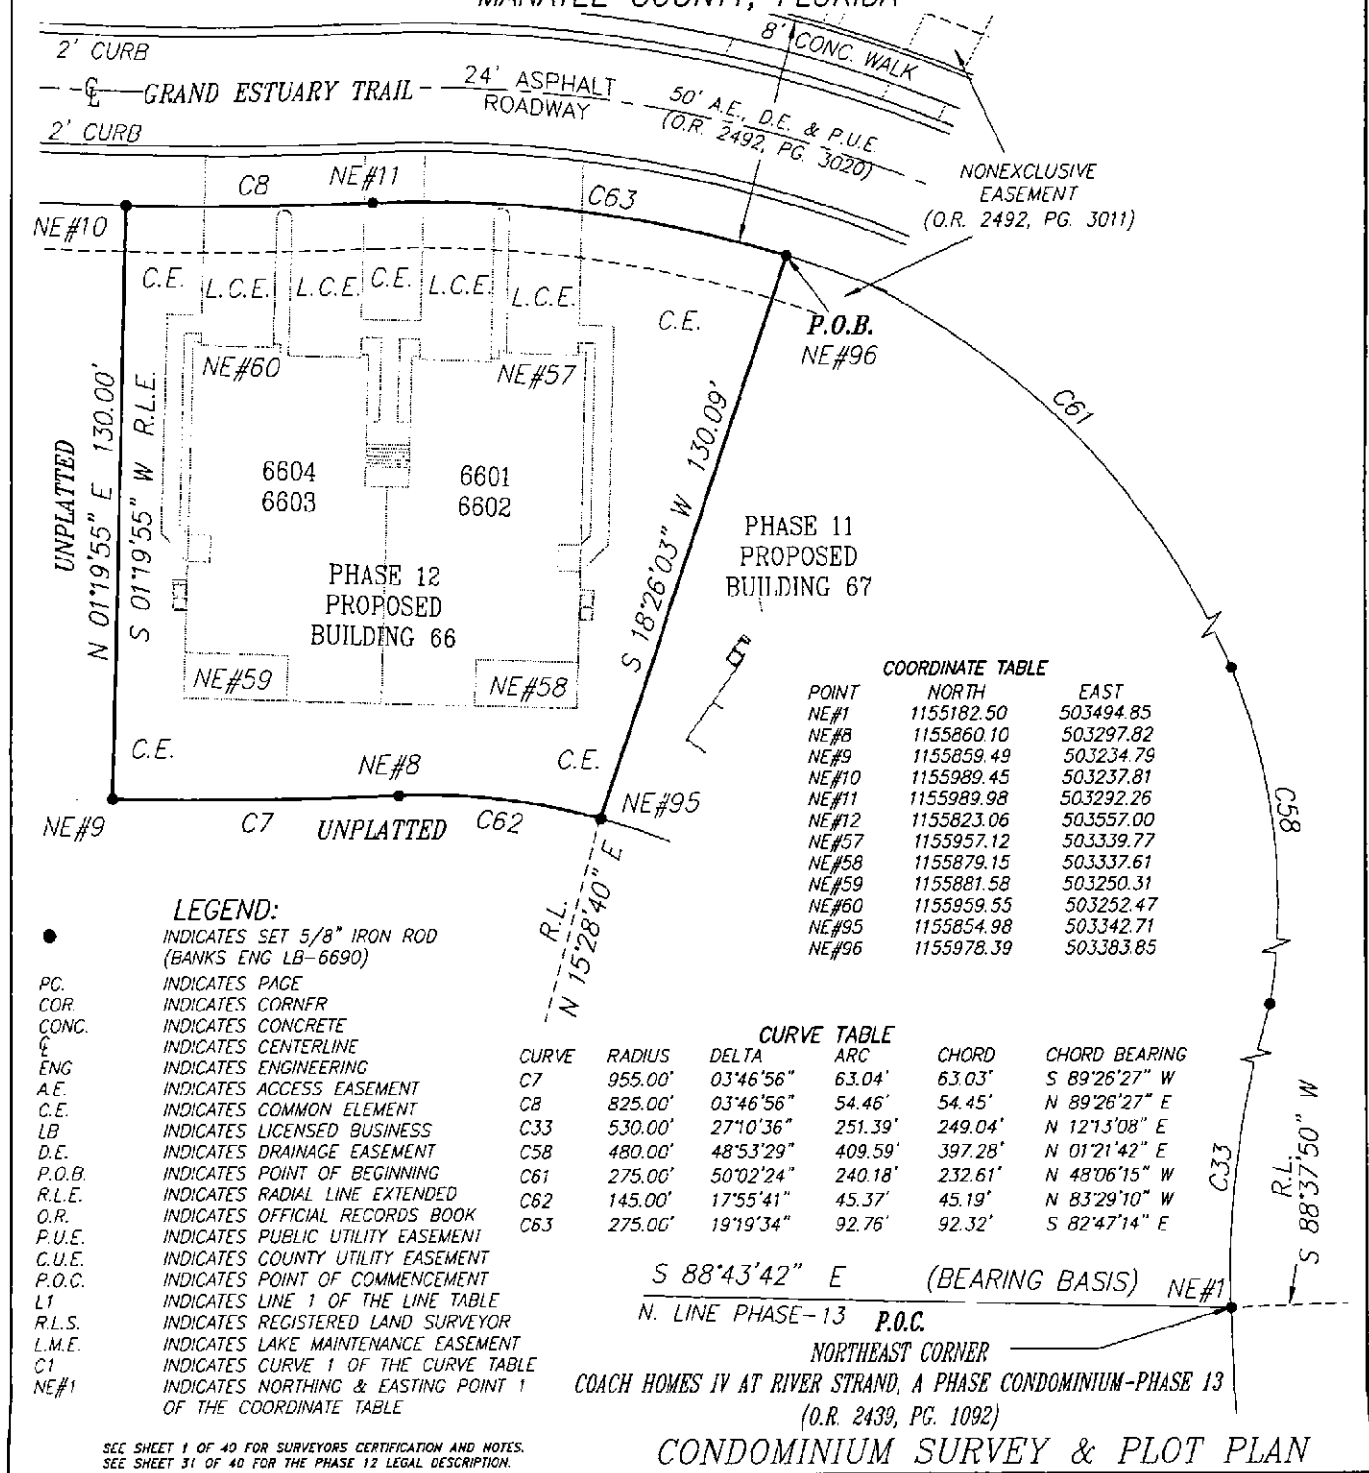 MANATEE COUNTY, FLORIDA
2' CURB
8' CONC. WALK
℄ GRAND ESTUARY TRAIL
24' ASPHALT
ROADWAY
50' A.E., D.E. & P.U.E.
(O.R. 2492, PG. 3020)
2' CURB
NONEXCLUSIVE
EASEMENT
(O.R. 2492, PG. 3011)
C8
NE#11
C63
NE#10
C.E.
L.C.E.
L.C.E.
C.E.
L.C.E.
L.C.E.
C.E.
P.O.B.
NE#96
NE#60
NE#57
C61
UNPLATTED
N 01°19'55" E 130.00'
S 01°19'55" W R.L.E.
6604
6603
6601
6602
S 18°26'03" W 130.09'
PHASE 11
PROPOSED
BUILDING 67
PHASE 12
PROPOSED
BUILDING 66
NE#59
NE#58
C.E.
NE#8
C.E.
NE#95
NE#9
C7
UNPLATTED
C62
R.L.
N 15°28'40" E
COORDINATE TABLE
POINT NORTH EAST
NE#1 1155182.50 503494.85
NE#8 1155860.10 503297.82
NE#9 1155859.49 503234.79
NE#10 1155989.45 503237.81
NE#11 1155989.98 503292.26
NE#12 1155823.06 503557.00
NE#57 1155957.12 503339.77
NE#58 1155879.15 503337.61
NE#59 1155881.58 503250.31
NE#60 1155959.55 503252.47
NE#95 1155854.98 503342.71
NE#96 1155978.39 503383.85
C58
LEGEND:
INDICATES SET 5/8" IRON ROD
(BANKS ENG LB-6690)
PG. INDICATES PAGE
COR. INDICATES CORNER
CONC. INDICATES CONCRETE
℄ INDICATES CENTERLINE
ENG INDICATES ENGINEERING
A.E. INDICATES ACCESS EASEMENT
C.E. INDICATES COMMON ELEMENT
LB INDICATES LICENSED BUSINESS
D.E. INDICATES DRAINAGE EASEMENT
P.O.B. INDICATES POINT OF BEGINNING
R.L.E. INDICATES RADIAL LINE EXTENDED
O.R. INDICATES OFFICIAL RECORDS BOOK
P.U.E. INDICATES PUBLIC UTILITY EASEMENT
C.U.E. INDICATES COUNTY UTILITY EASEMENT
P.O.C. INDICATES POINT OF COMMENCEMENT
L1 INDICATES LINE 1 OF THE LINE TABLE
R.L.S. INDICATES REGISTERED LAND SURVEYOR
L.M.E. INDICATES LAKE MAINTENANCE EASEMENT
C1 INDICATES CURVE 1 OF THE CURVE TABLE
NE#1 INDICATES NORTHING & EASTING POINT 1
OF THE COORDINATE TABLE
CURVE TABLE
CURVE RADIUS DELTA ARC CHORD CHORD BEARING
C7 955.00' 03°46'56" 63.04' 63.03' S 89°26'27" W
C8 825.00' 03°46'56" 54.46' 54.45' N 89°26'27" E
C33 530.00' 27°10'36" 251.39' 249.04' N 12°13'08" E
C58 480.00' 48°53'29" 409.59' 397.28' N 01°21'42" E
C61 275.00' 50°02'24" 240.18' 232.61' N 48°06'15" W
C62 145.00' 17°55'41" 45.37' 45.19' N 83°29'10" W
C63 275.00' 19°19'34" 92.76' 92.32' S 82°47'14" E
C33
R.L.
S 88°37'50" W
S 88°43'42" E (BEARING BASIS) NE#1
N. LINE PHASE-13 P.O.C.
NORTHEAST CORNER
COACH HOMES IV AT RIVER STRAND, A PHASE CONDOMINIUM-PHASE 13
(O.R. 2439, PG. 1092)
SEE SHEET 1 OF 40 FOR SURVEYORS CERTIFICATION AND NOTES.
SEE SHEET 31 OF 40 FOR THE PHASE 12 LEGAL DESCRIPTION.
CONDOMINIUM SURVEY & PLOT PLAN